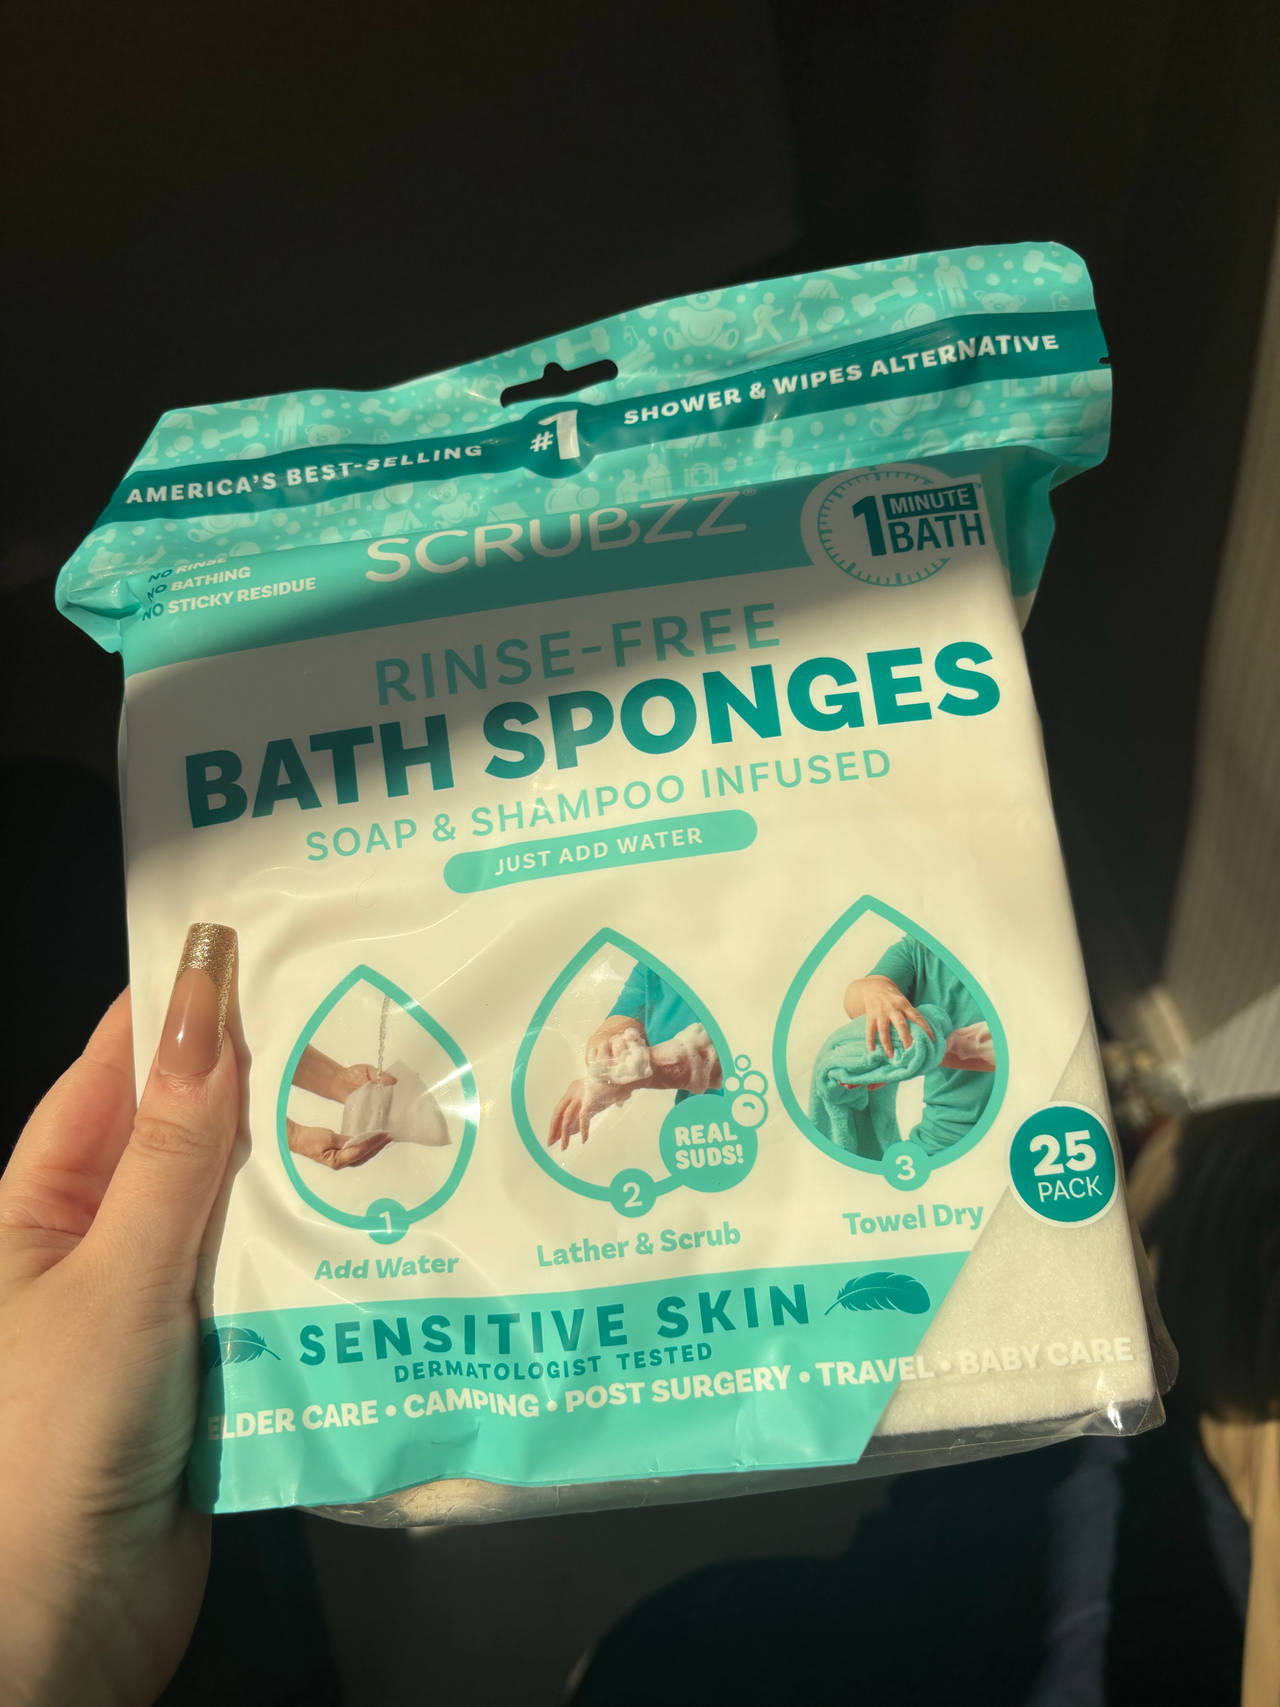 AMERICA'S BEST-SELLING #1 SHOWER & WIPES ALTERNATIVE
NO RINSE
NO BATHING
NO STICKY RESIDUE
SCRUBZZ®
1 MINUTE BATH
RINSE-FREE
BATH SPONGES
SOAP & SHAMPOO INFUSED
JUST ADD WATER
1
Add Water
REAL
SUDS!
2
Lather & Scrub
3
Towel Dry
25
PACK
SENSITIVE SKIN
DERMATOLOGIST TESTED
ELDER CARE • CAMPING • POST SURGERY • TRAVEL • BABY CARE